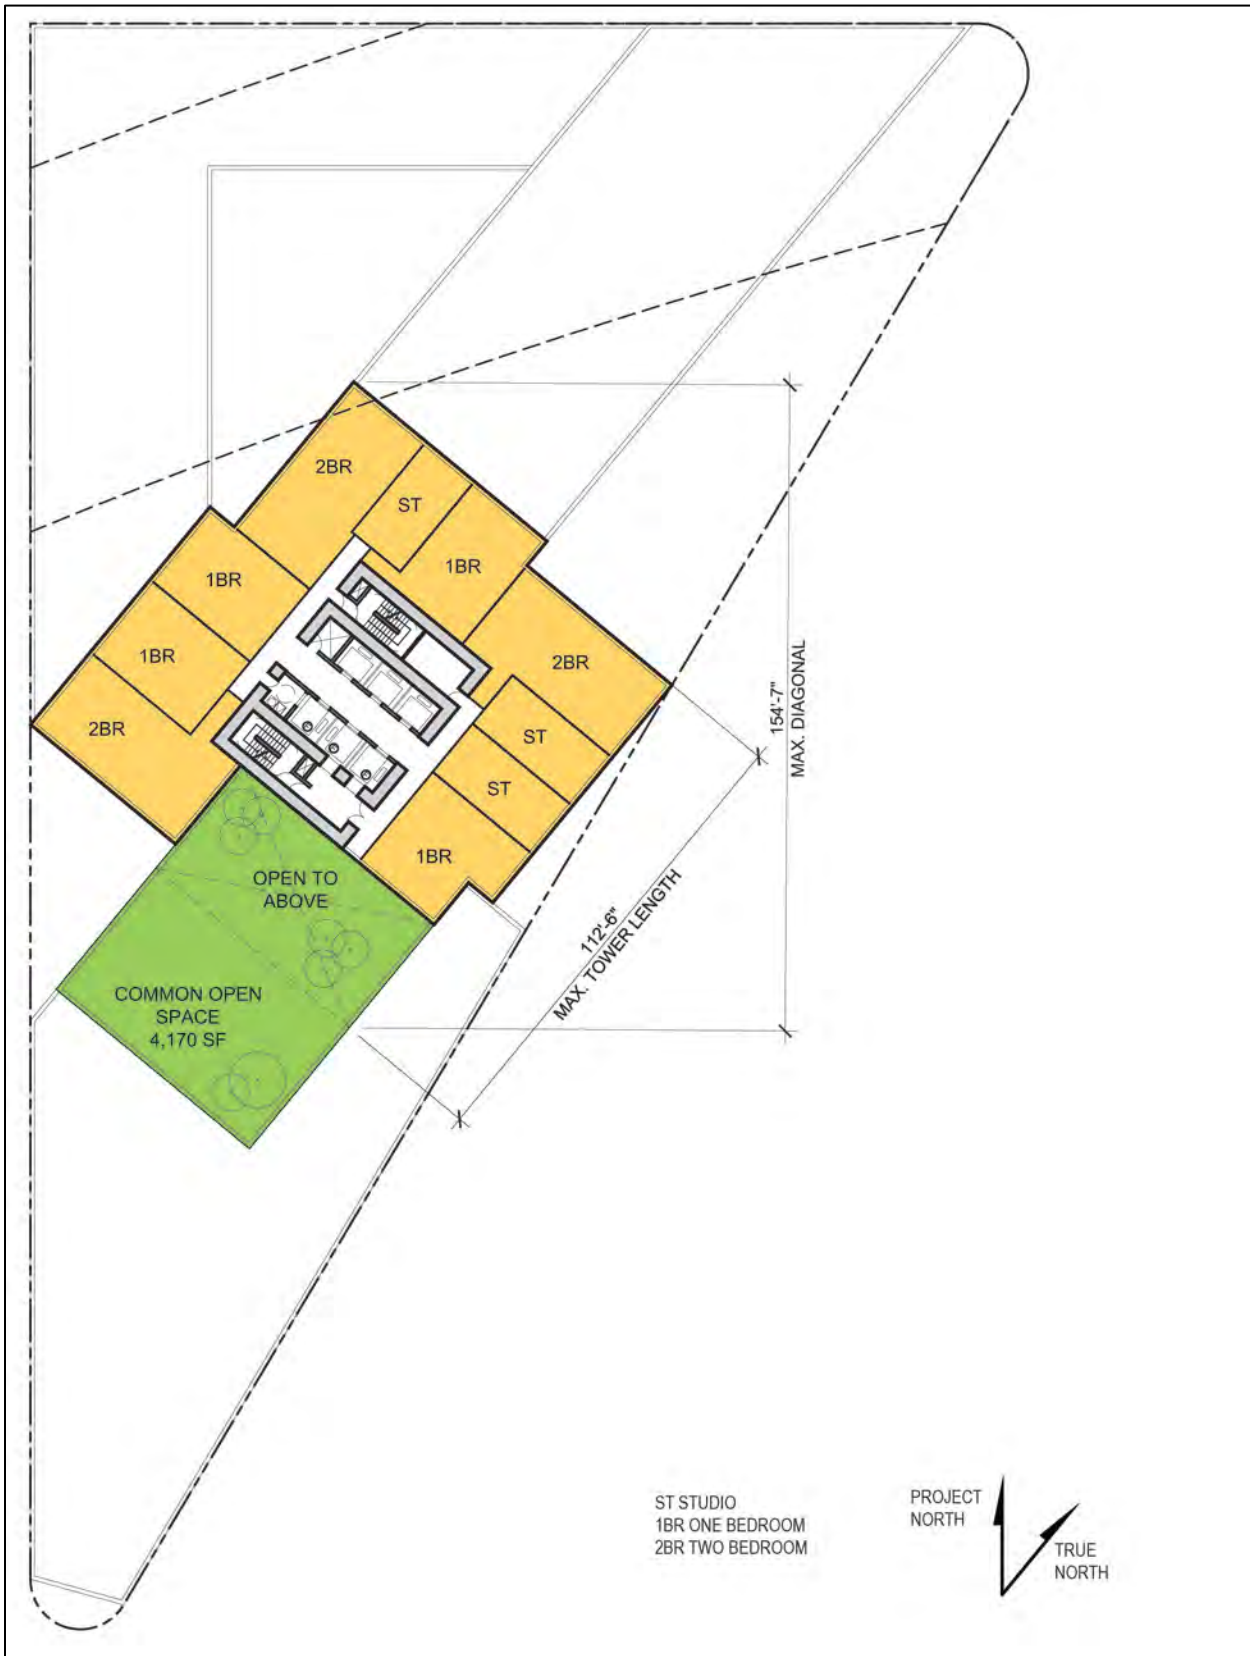 2BR
ST
1BR
1BR
1BR
2BR
2BR
ST
ST
1BR
154'-7"
MAX. DIAGONAL
112'-6"
MAX. TOWER LENGTH
OPEN TO
ABOVE
COMMON OPEN
SPACE
4,170 SF
ST STUDIO
1BR ONE BEDROOM
2BR TWO BEDROOM
PROJECT
NORTH
TRUE
NORTH